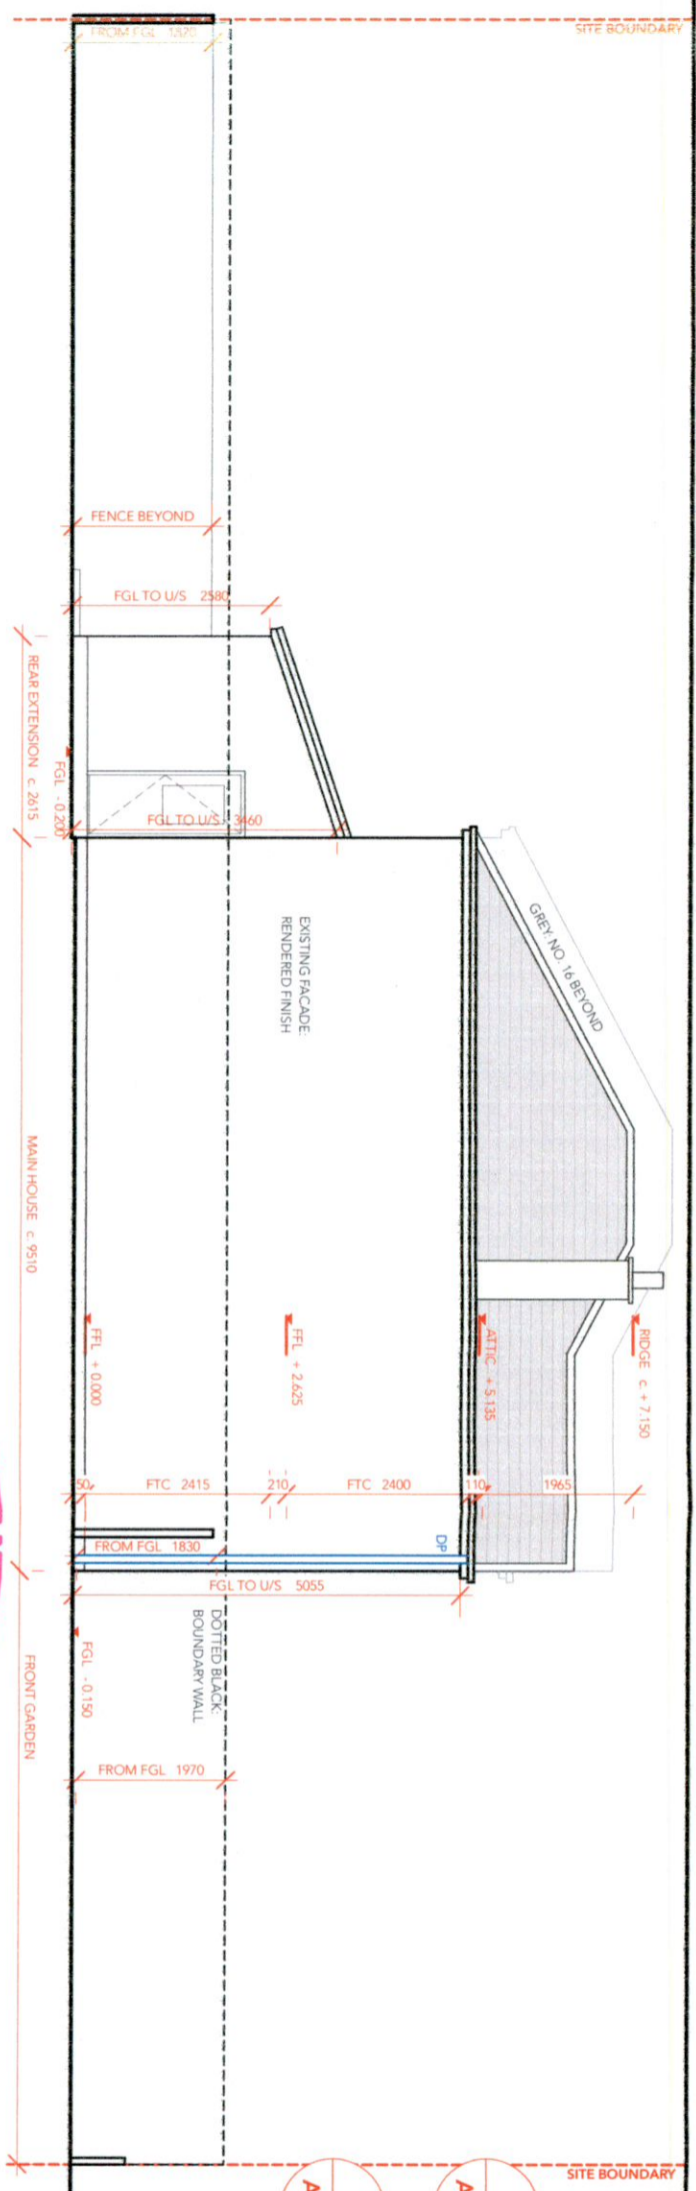 SITE BOUNDARY
FROM FGL 1820
FENCE BEYOND
FGL TO U/S 2580
REAR EXTENSION c. 2615
FGL - 0.200
FGL TO U/S 3460
GREY: NO. 16 BEYOND
EXISTING FACADE:
RENDERED FINISH
MAIN HOUSE c. 9510
RIDGE c. + 7.150
ATTIC + 5.135
FFL + 2.625
FFL + 0.000
50
FTC 2415
210
FTC 2400
110
1965
DP
FROM FGL 1830
FGL TO U/S 5055
DOTTED BLACK:
BOUNDARY WALL
FGL - 0.150
FRONT GARDEN
FROM FGL 1970
SITE BOUNDARY
A
A